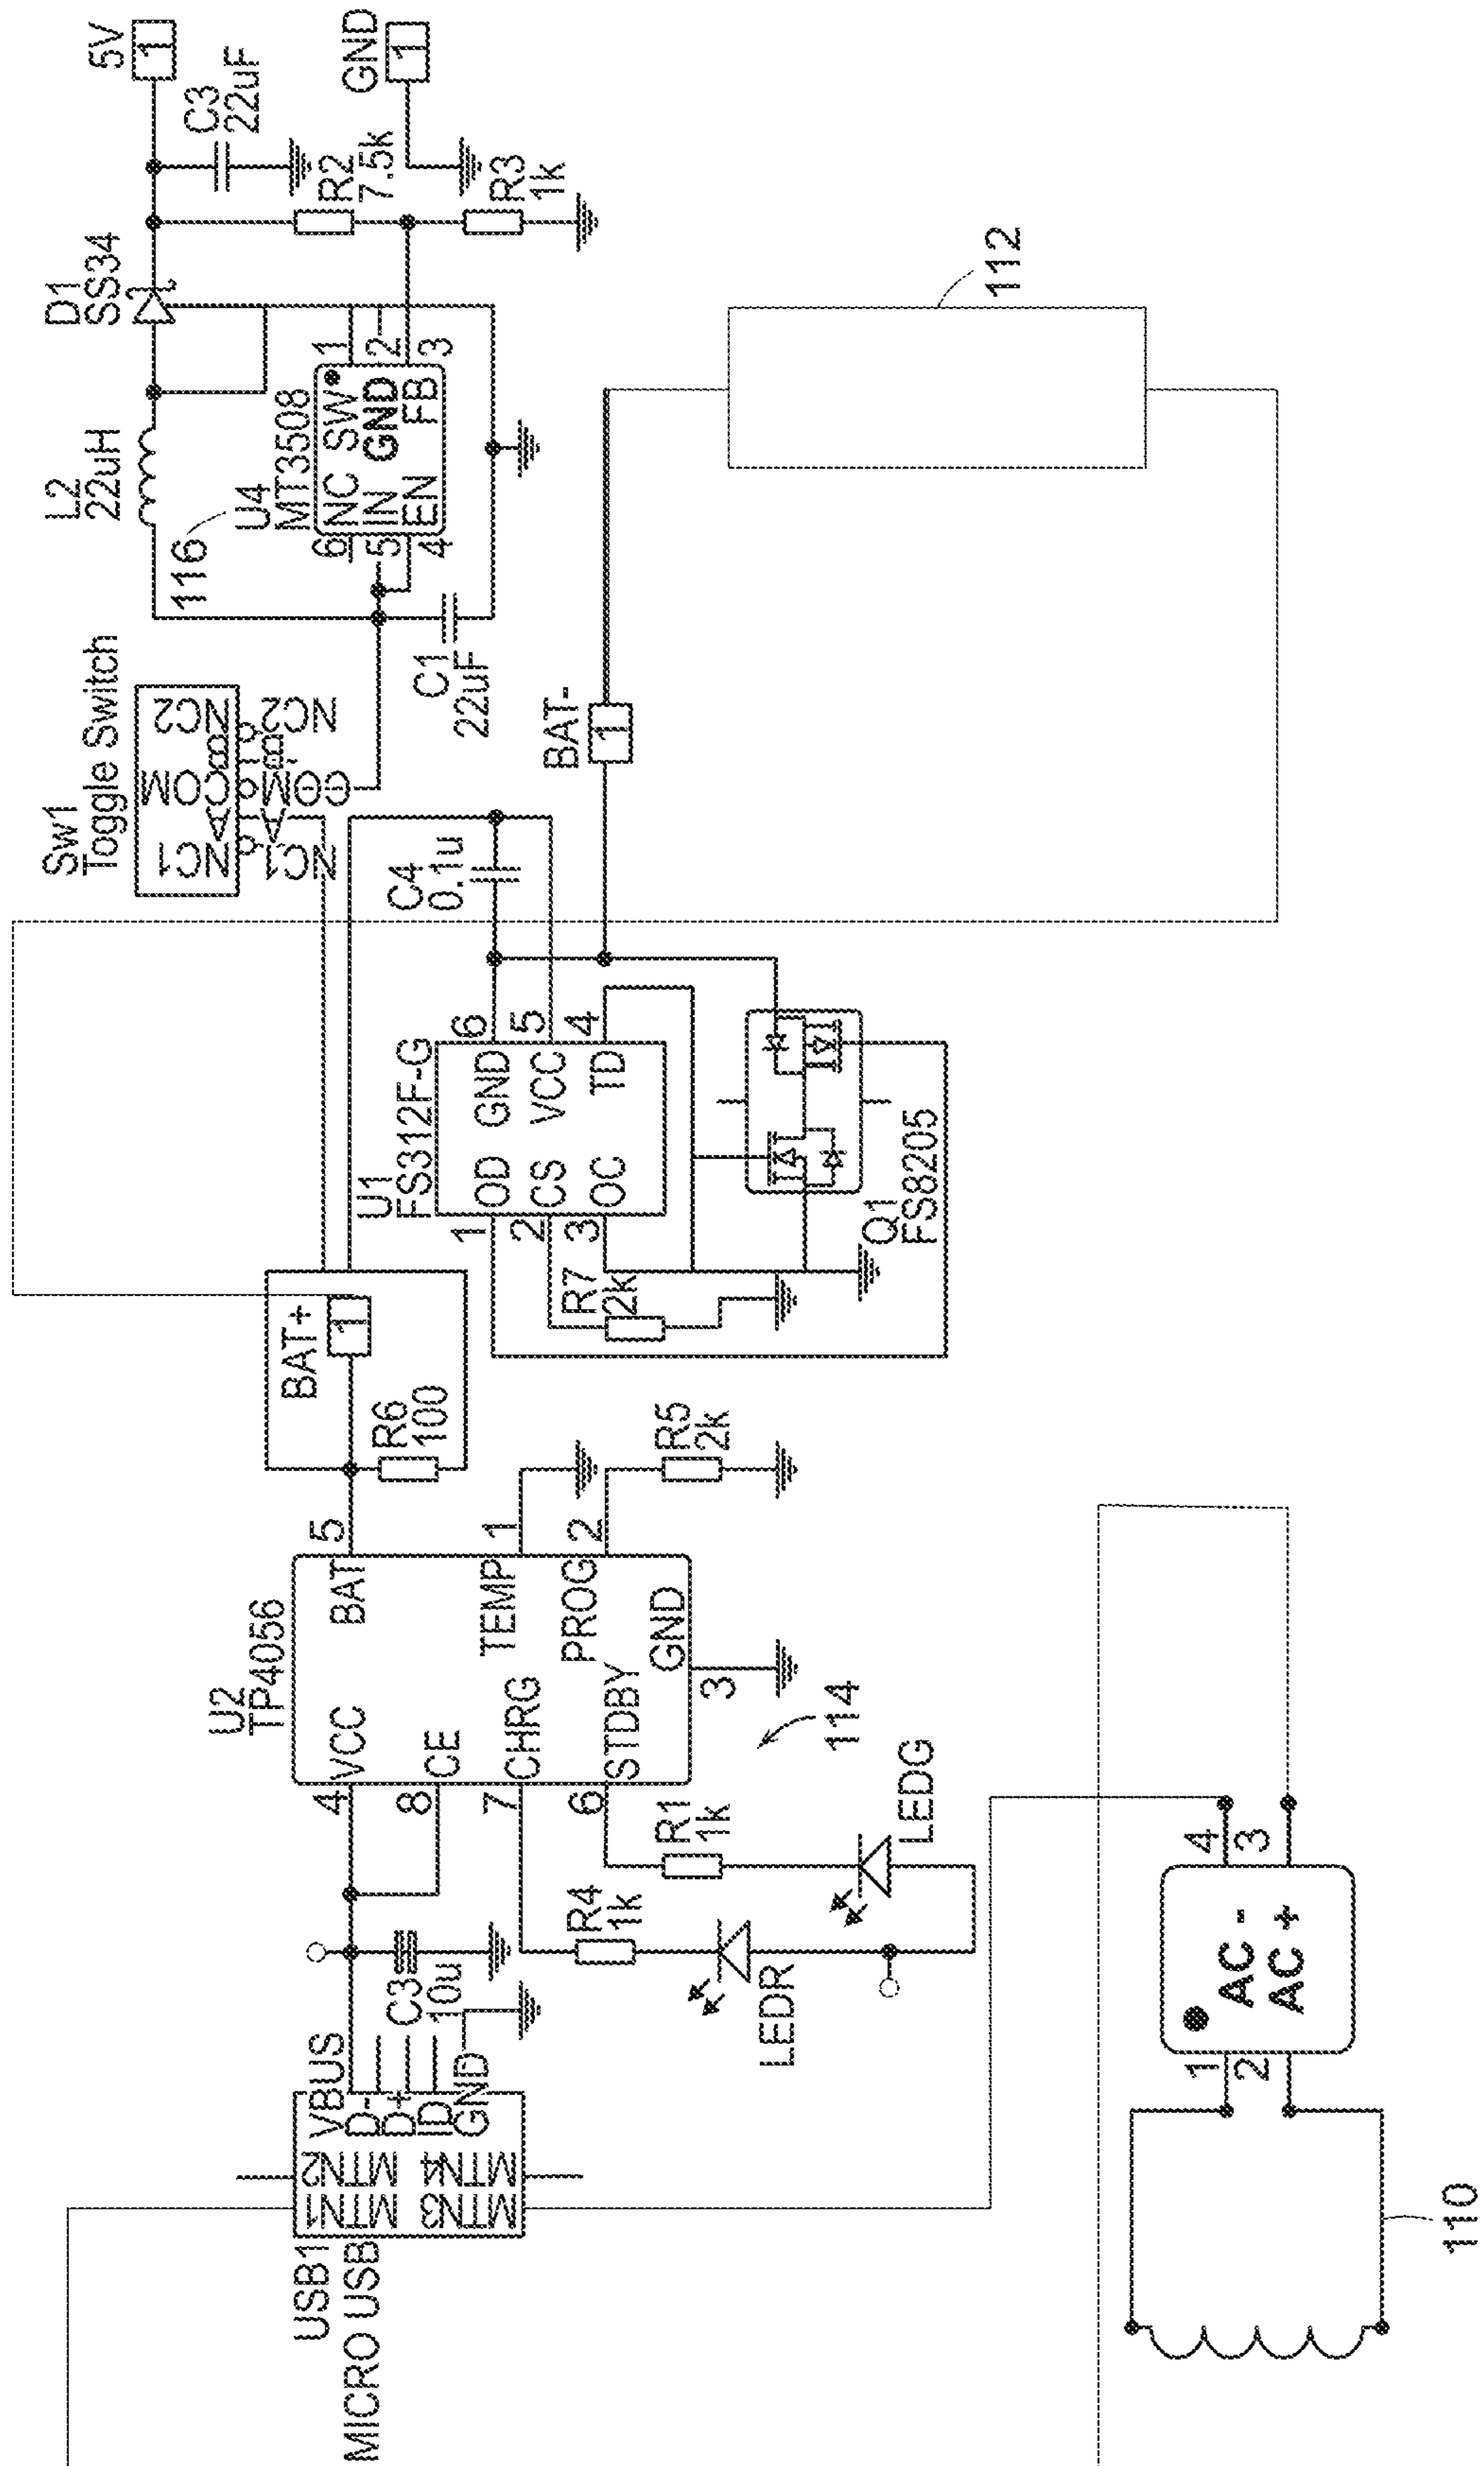 USB1
MICRO USB
MTN1
MTN2
MTN3
MTN4
VBUS
D-
D+
ID
GND
C3
10u
U2
TP4056
4
VCC
8
CE
7
CHRG
6
STDBY
5
BAT
TEMP
1
PROG
2
GND
3
R4
1k
LEDR
R1
1k
LEDG
114
R5
2k
R6
100
BAT+
1
U1
FS312F-G
1
OD
2
CS
3
OC
GND
6
VCC
5
TD
4
R7
2k
Q1
FS8205
C4
0.1u
BAT-
1
112
Sw1
Toggle Switch
NC1
A
COM
B
NC2
NC1
A
COM
B
NC2
116
L2
22uH
D1
SS34
U4
MT3508
6
NC
5
IN
4
EN
SW
1
GND
2
FB
3
C1
22uF
R2
7.5k
R3
1k
C3
22uF
5V
1
GND
1
110
1
2
AC -
AC +
4
3